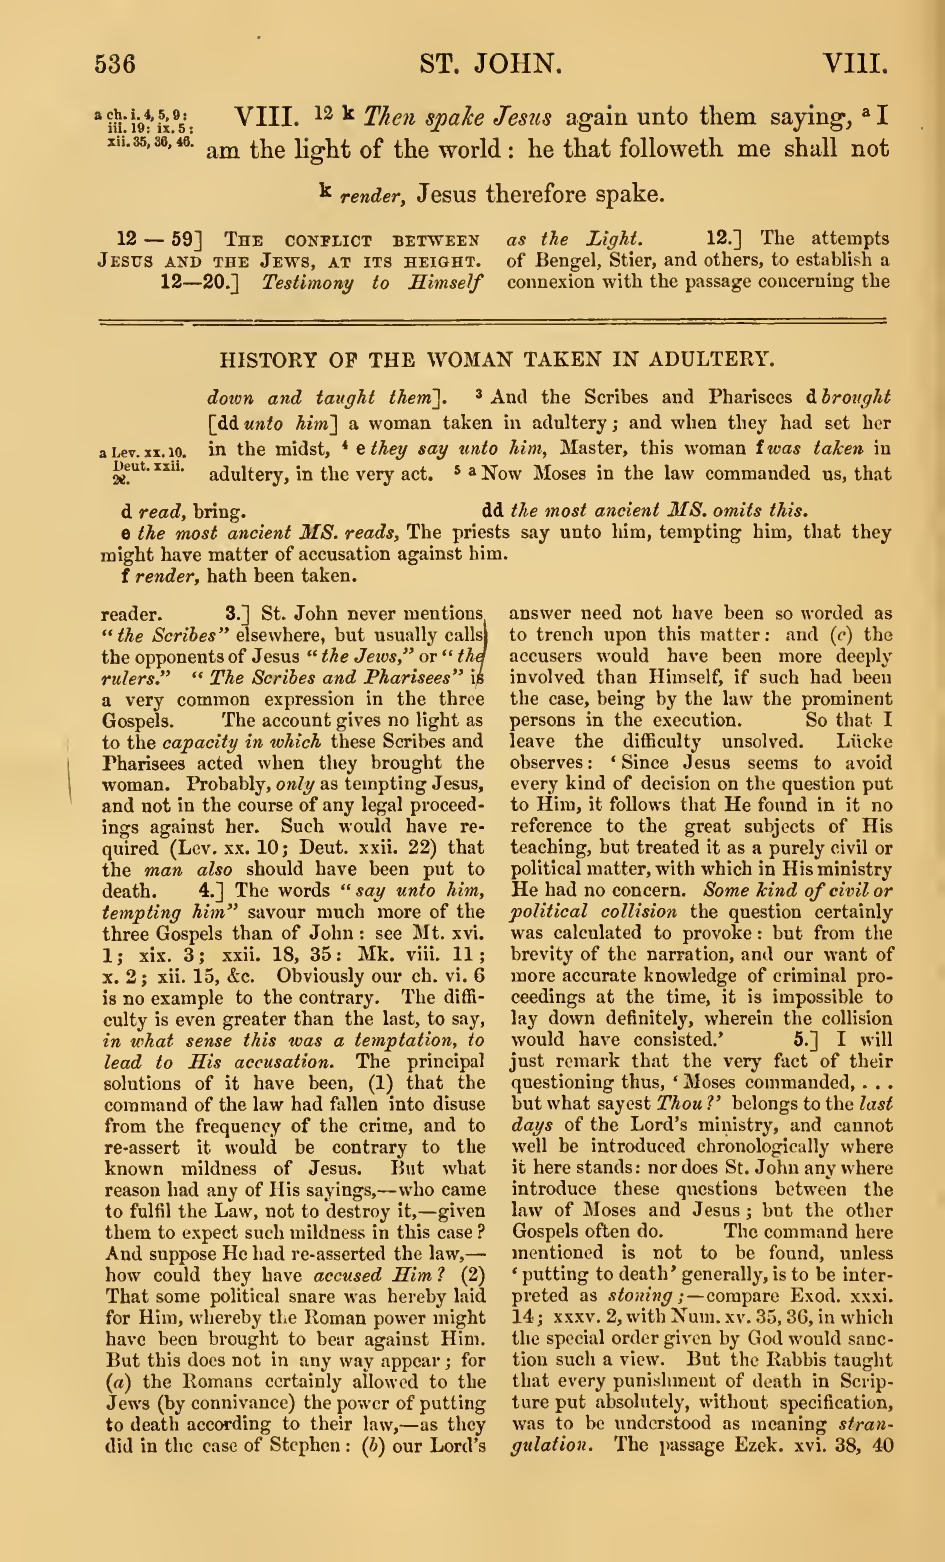 536 ST. JOHN. VIII.
a ch. i. 4, 5, 9:
iii. 19: ix. 5:
xii. 35, 36, 46.
VIII. 12 k Then spake Jesus again unto them saying, a I
am the light of the world : he that followeth me shall not
k render, Jesus therefore spake.
12 — 59] THE CONFLICT BETWEEN
JESUS AND THE JEWS, AT ITS HEIGHT.
12—20.] Testimony to Himself
as the Light. 12.] The attempts
of Bengel, Stier, and others, to establish a
connexion with the passage concerning the
HISTORY OF THE WOMAN TAKEN IN ADULTERY.
down and taught them]. 3 And the Scribes and Pharisees d brought
[dd unto him] a woman taken in adultery ; and when they had set her
in the midst, 4 e they say unto him, Master, this woman f was taken in
adultery, in the very act. 5 a Now Moses in the law commanded us, that
a Lev. xx. 10.
Deut. xxii.
22.
d read, bring. dd the most ancient MS. omits this.
e the most ancient MS. reads, The priests say unto him, tempting him, that they
might have matter of accusation against him.
f render, hath been taken.
reader. 3.] St. John never mentions
“the Scribes” elsewhere, but usually calls
the opponents of Jesus “the Jews,” or “the
rulers.” “The Scribes and Pharisees” is
a very common expression in the three
Gospels. The account gives no light as
to the capacity in which these Scribes and
Pharisees acted when they brought the
woman. Probably, only as tempting Jesus,
and not in the course of any legal proceed-
ings against her. Such would have re-
quired (Lev. xx. 10; Deut. xxii. 22) that
the man also should have been put to
death. 4.] The words “say unto him,
tempting him” savour much more of the
three Gospels than of John : see Mt. xvi.
1; xix. 3; xxii. 18, 35: Mk. viii. 11;
x. 2; xii. 15, &c. Obviously our ch. vi. 6
is no example to the contrary. The diffi-
culty is even greater than the last, to say,
in what sense this was a temptation, to
lead to His accusation. The principal
solutions of it have been, (1) that the
command of the law had fallen into disuse
from the frequency of the crime, and to
re-assert it would be contrary to the
known mildness of Jesus. But what
reason had any of His sayings,—who came
to fulfil the Law, not to destroy it,—given
them to expect such mildness in this case ?
And suppose He had re-asserted the law,—
how could they have accused Him? (2)
That some political snare was hereby laid
for Him, whereby the Roman power might
have been brought to bear against Him.
But this does not in any way appear ; for
(a) the Romans certainly allowed to the
Jews (by connivance) the power of putting
to death according to their law,—as they
did in the case of Stephen : (b) our Lord’s
answer need not have been so worded as
to trench upon this matter : and (c) the
accusers would have been more deeply
involved than Himself, if such had been
the case, being by the law the prominent
persons in the execution. So that I
leave the difficulty unsolved. Lücke
observes : ‘Since Jesus seems to avoid
every kind of decision on the question put
to Him, it follows that He found in it no
reference to the great subjects of His
teaching, but treated it as a purely civil or
political matter, with which in His ministry
He had no concern. Some kind of civil or
political collision the question certainly
was calculated to provoke : but from the
brevity of the narration, and our want of
more accurate knowledge of criminal pro-
ceedings at the time, it is impossible to
lay down definitely, wherein the collision
would have consisted.’ 5.] I will
just remark that the very fact of their
questioning thus, ‘Moses commanded, . . .
but what sayest Thou?’ belongs to the last
days of the Lord’s ministry, and cannot
well be introduced chronologically where
it here stands : nor does St. John any where
introduce these questions between the
law of Moses and Jesus ; but the other
Gospels often do. The command here
mentioned is not to be found, unless
‘putting to death’ generally, is to be inter-
preted as stoning ;—compare Exod. xxxi.
14; xxxv. 2, with Num. xv. 35, 36, in which
the special order given by God would sanc-
tion such a view. But the Rabbis taught
that every punishment of death in Scrip-
ture put absolutely, without specification,
was to be understood as meaning stran-
gulation. The passage Ezek. xvi. 38, 40